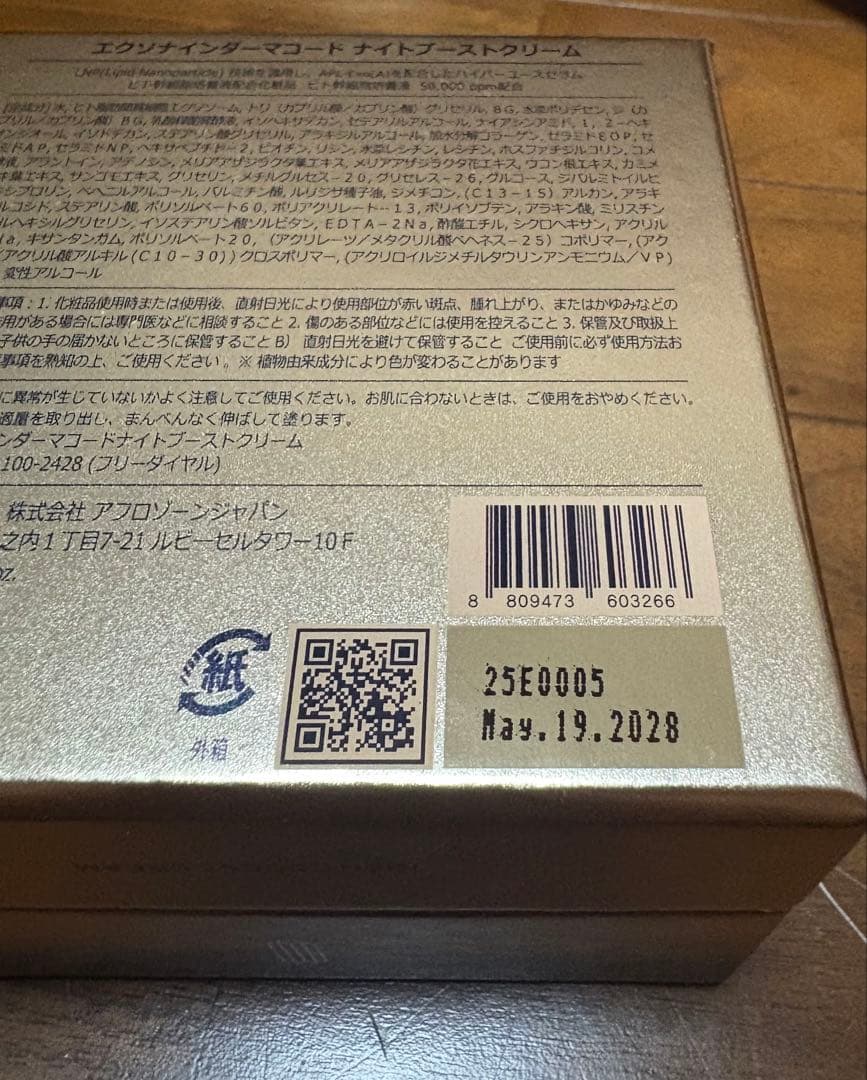 エクソナインダーマコード ナイトブーストクリーム
LNP(Lipid Nanoparticle) 技術を適用し、を配合したハイパーユースセラム
ヒト幹細胞培養液配合化粧品 ヒト幹細胞培養液 50,000 ppm配合
水, エクソソーム, トリ (カプリル酸／カプリン酸) グリセリル, ＢＧ, 水添ポリデセン, ジ (カ
プリル／カプリン酸) ＢＧ, イソヘキサデカン, セテアリルアルコール, ナイアシンアミド, １，２－ヘキ
サンジオール, イソドデカン, ステアリン酸グリセリル, アラキジルアルコール, 加水分解コラーゲン, セラミドＥＯＰ, セ
ミドＡＰ, セラミドＮＰ, ヘキサペプチド－２, ビオチン, リシン, 水添レシチン, レシチン, ホスファチジルコリン, コメ
液, アラントイン, アデノシン, メリアアザジラクタ葉エキス, メリアアザジラクタ花エキス, ウコン根エキス, カミメ
キ葉エキス, サンゴモエキス, グリセリン, メチルグルセス－20, グリセレス－26, グルコース, ジパルミトイルヒ
キシプロリン, ベヘニルアルコール, パルミチン酸, ルリジサ種子油, ジメチコン, (Ｃ１３－１５) アルカン, アラキ
ルコシド, ステアリン酸, ポリソルベート60, ポリアクリレート－13, ポリイソブテン, アラキン酸, ミリスチン
ルヘキシルグリセリン, イソステアリン酸ソルビタン, ＥＤＴＡ－２Ｎａ, 酢酸エチル, シクロヘキサン, アクリル
Ｎａ, キサンタンガム, ポリソルベート20, (アクリレーツ／メタクリル酸ベヘネス－25) コポリマー, (アク
／アクリル酸アルキル (Ｃ１０－３０)) クロスポリマー, (アクリロイルジメチルタウリンアンモニウム／ＶＰ)
変性アルコール
事項：1. 化粧品使用時または使用後、直射日光により使用部位が赤い斑点、腫れ上がり、またはかゆみなどの
用がある場合には専門医などに相談すること 2. 傷のある部位などには使用を控えること 3. 保管及び取扱上
子供の手の届かないところに保管すること B） 直射日光を避けて保管すること ご使用前に必ず使用方法お
事項を熟知の上、ご使用ください 。※ 植物由来成分により色が変わることがあります
に異常が生じていないかよく注意してご使用ください。お肌に合わないときは、ご使用をおやめください。
適量を取り出し、まんべんなく伸ばして塗ります。
ンダーマコードナイトブーストクリーム
100-2428 (フリーダイヤル)
株式会社 アフロゾーンジャパン
之内１丁目7-21 ルビーセルタワー10Ｆ
oz.
8 809473 603266
紙
外箱
25E0005
May.19.2028